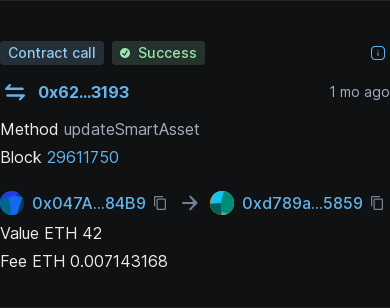 Contract call Success
0x62...3193 1 mo ago
Method updateSmartAsset
Block 29611750
0x047A...84B9 → 0xd789a...5859
Value ETH 42
Fee ETH 0.007143168